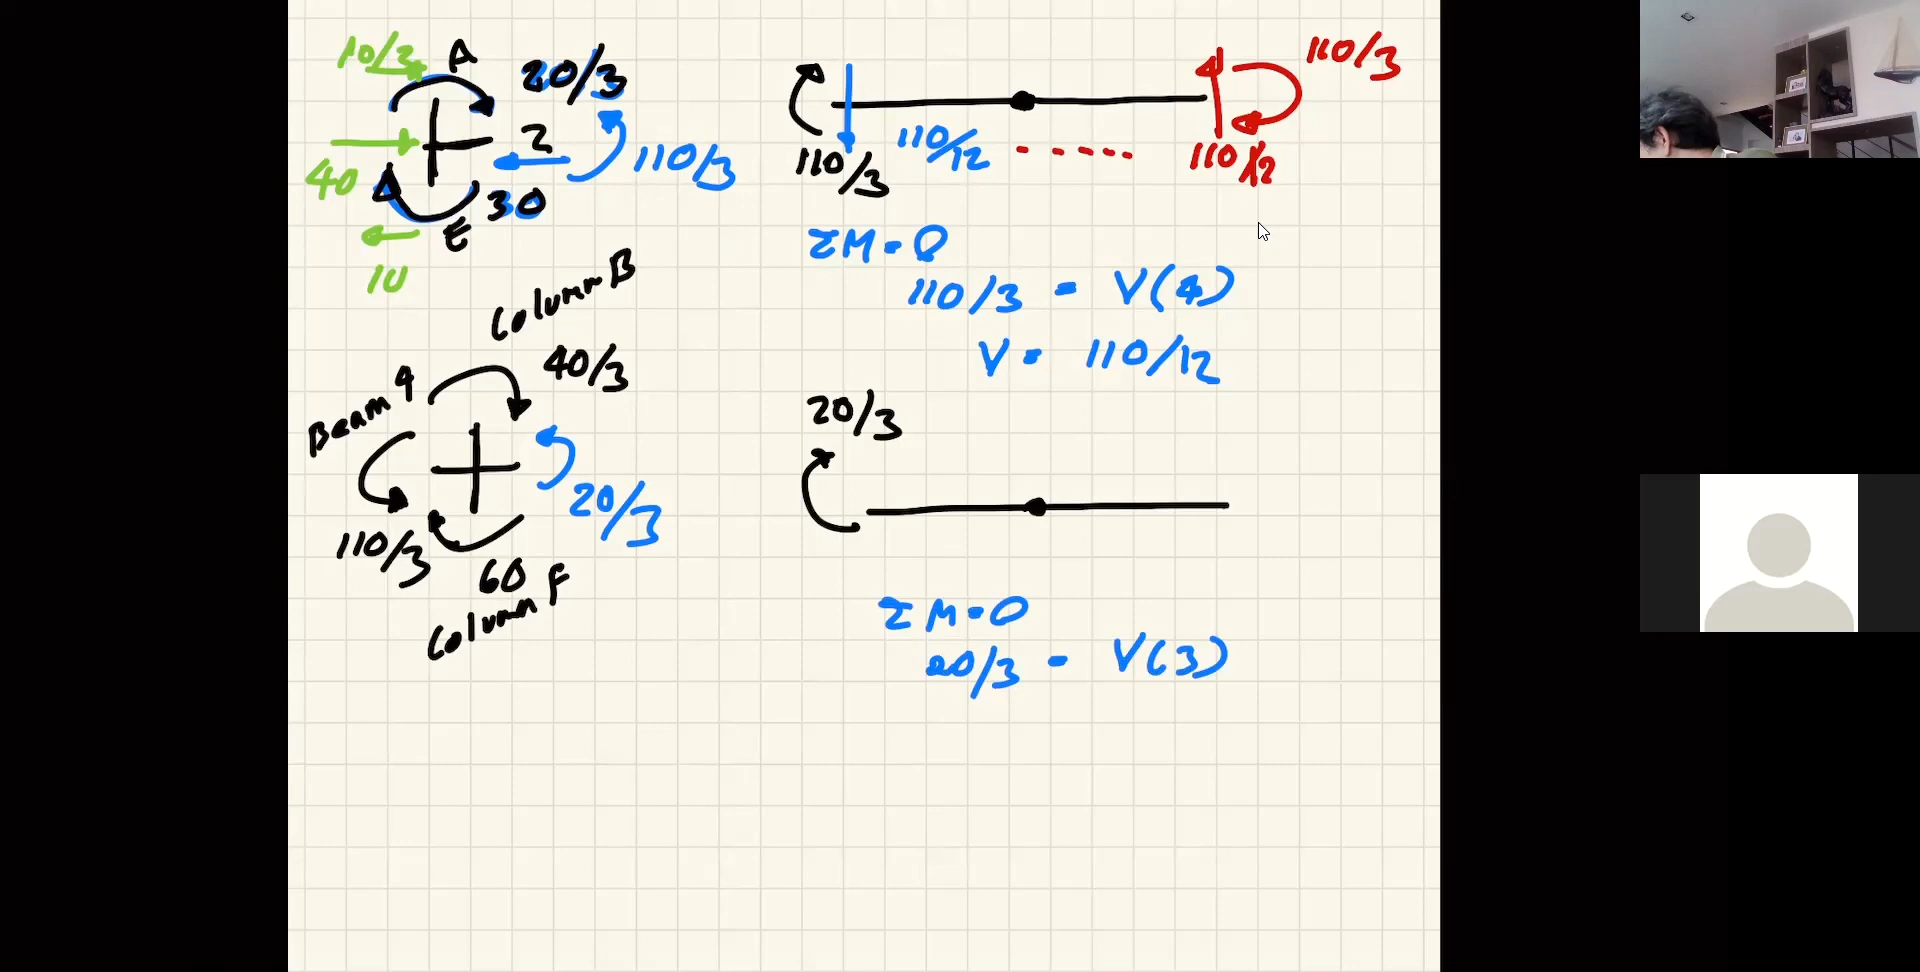 10/3
A
20/3
40
2
110/3
30
E
10
Column B
40/3
Beam 4
20/3
110/3
60
Column F
110/3
110/3
110/12
110/12
ΣM=0
110/3 = V(4)
V = 110/12
20/3
ΣM=0
20/3 = V(3)